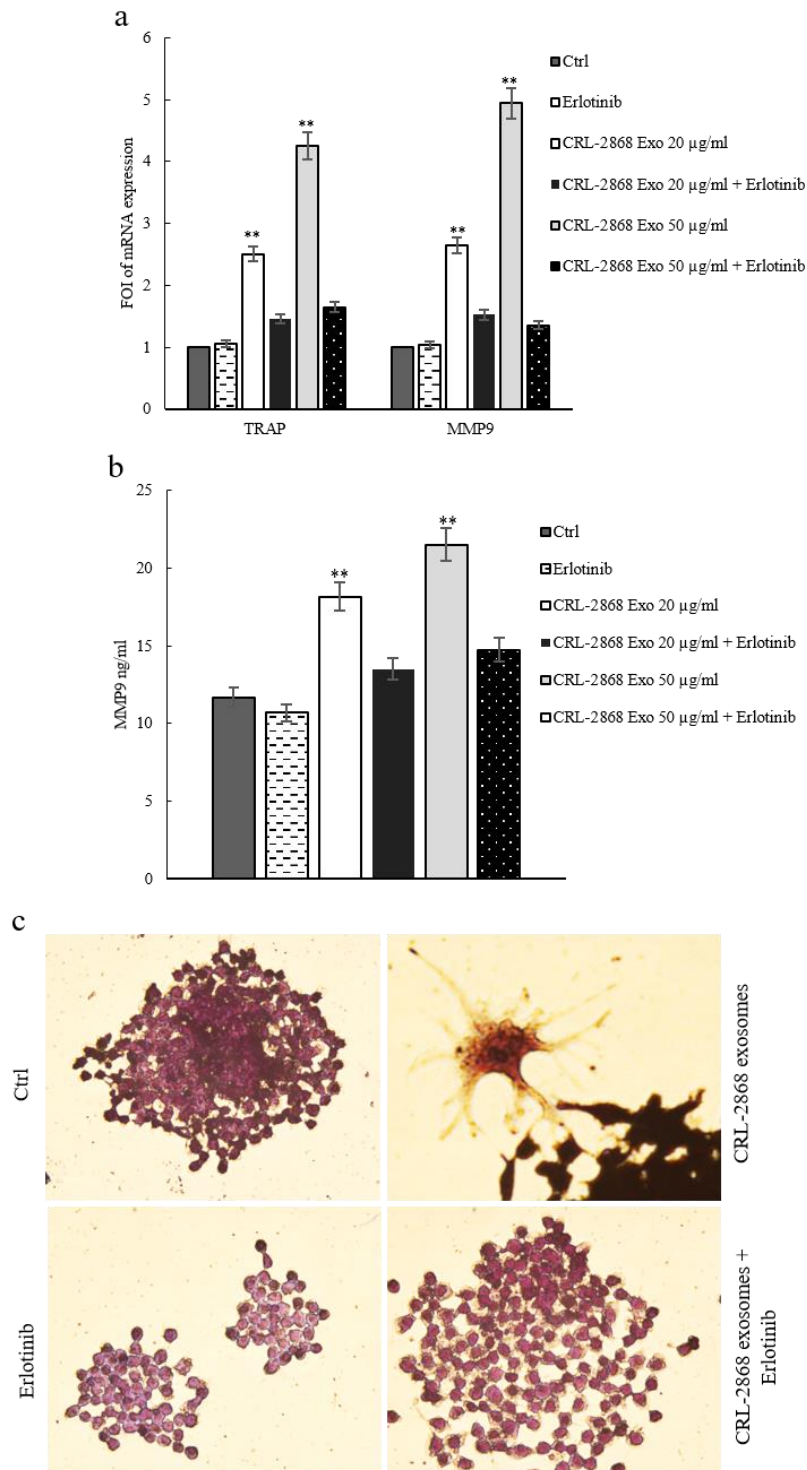 a
6
5
4
3
2
1
0
FOI of mRNA expression
**
**
**
**
TRAP
MMP9
Ctrl
Erlotinib
CRL-2868 Exo 20 µg/ml
CRL-2868 Exo 20 µg/ml + Erlotinib
CRL-2868 Exo 50 µg/ml
CRL-2868 Exo 50 µg/ml + Erlotinib
b
25
20
15
10
5
0
MMP9 ng/ml
**
**
Ctrl
Erlotinib
CRL-2868 Exo 20 µg/ml
CRL-2868 Exo 20 µg/ml + Erlotinib
CRL-2868 Exo 50 µg/ml
CRL-2868 Exo 50 µg/ml + Erlotinib
c
Ctrl
CRL-2868 exosomes
Erlotinib
CRL-2868 exosomes +
Erlotinib